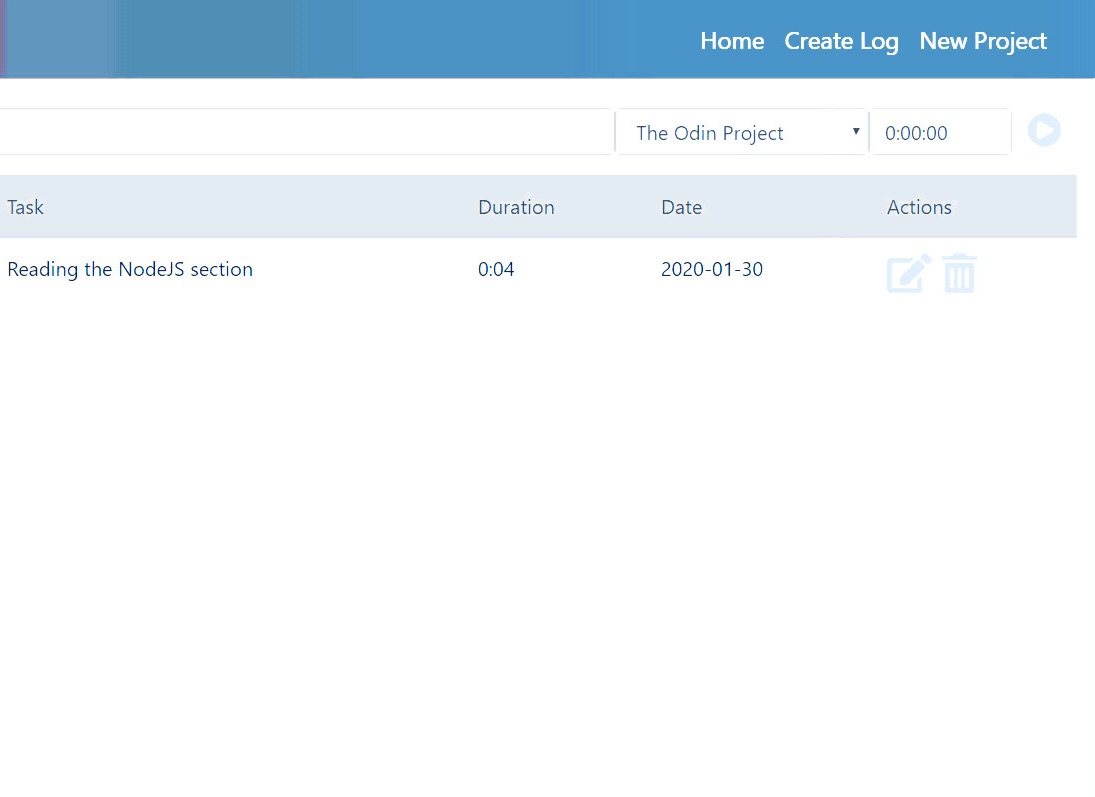 Home Create Log New Project
The Odin Project 0:00:00
Task Duration Date Actions
Reading the NodeJS section 0:04 2020-01-30